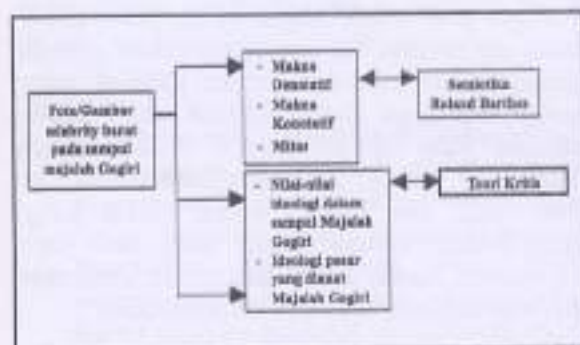 Foto/Gambar
selebrity barat
pada sampul
majalah Gogirl
- Makna
Denotatif
- Makna
Konotatif
- Mitos
Semiotika
Roland Barthes
- Nilai-nilai
ideologi dalam
sampul Majalah
Gogirl
- Ideologi pasar
yang dianut
Majalah Gogirl
Teori Kritis